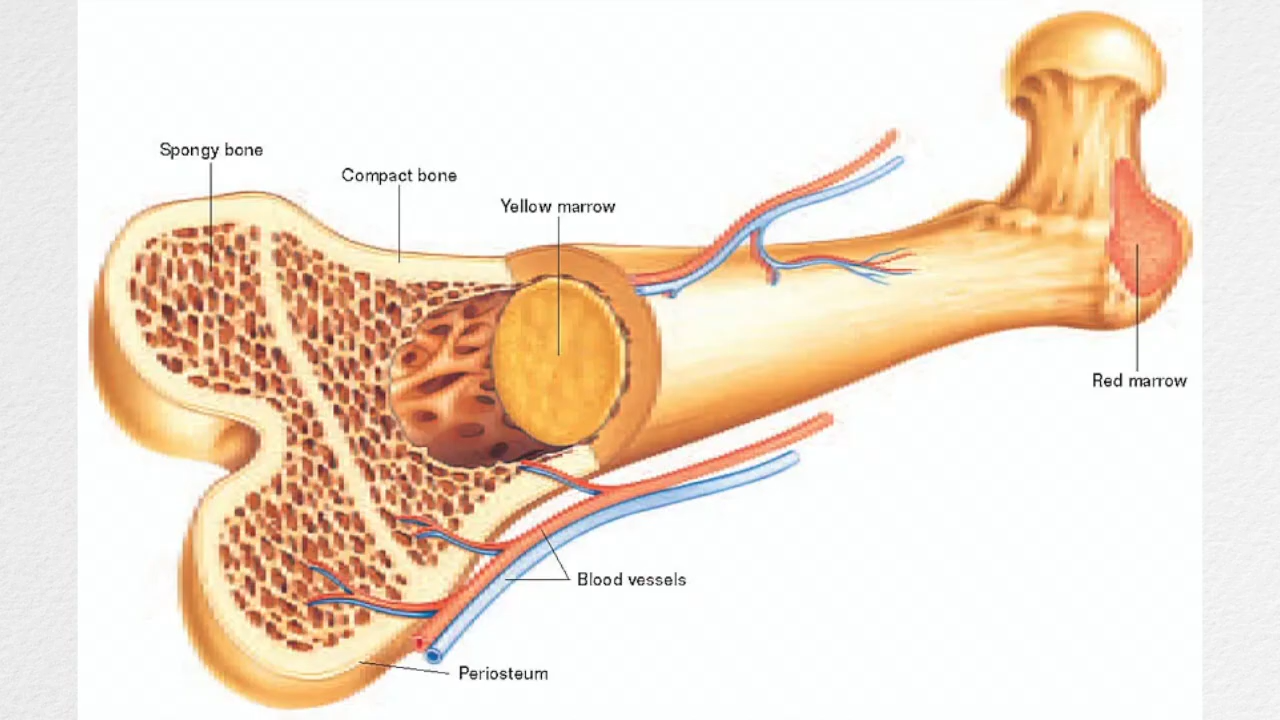 Spongy bone
Compact bone
Yellow marrow
Red marrow
Blood vessels
Periosteum